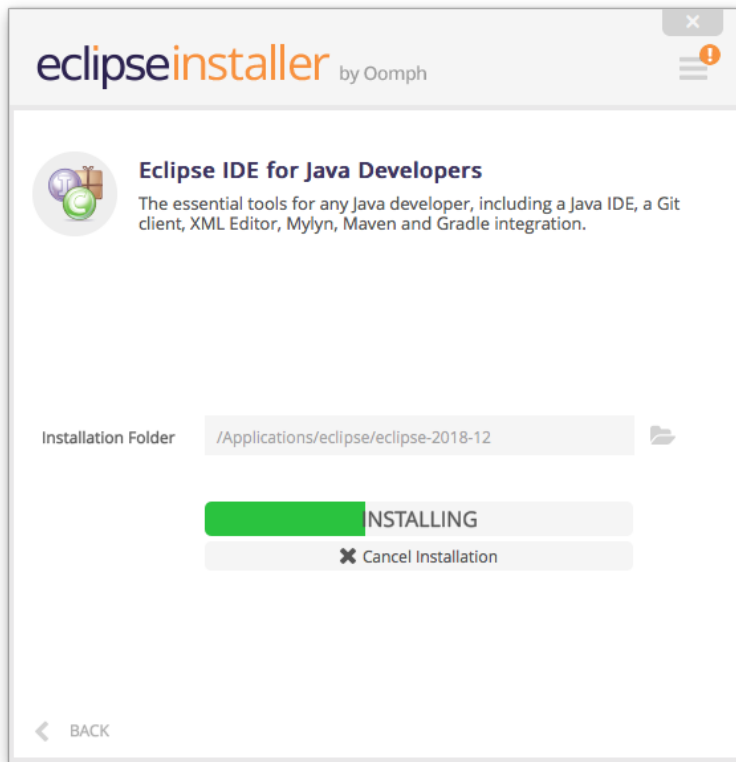 eclipseinstaller by Oomph
!
Eclipse IDE for Java Developers
The essential tools for any Java developer, including a Java IDE, a Git
client, XML Editor, Mylyn, Maven and Gradle integration.
Installation Folder /Applications/eclipse/eclipse-2018-12
INSTALLING
Cancel Installation
BACK